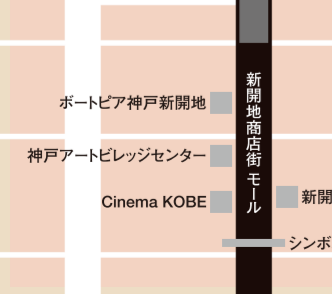 新開地商店街 モール
ボートピア神戸新開地
神戸アートビレッジセンター
Cinema KOBE
新開
シンボ